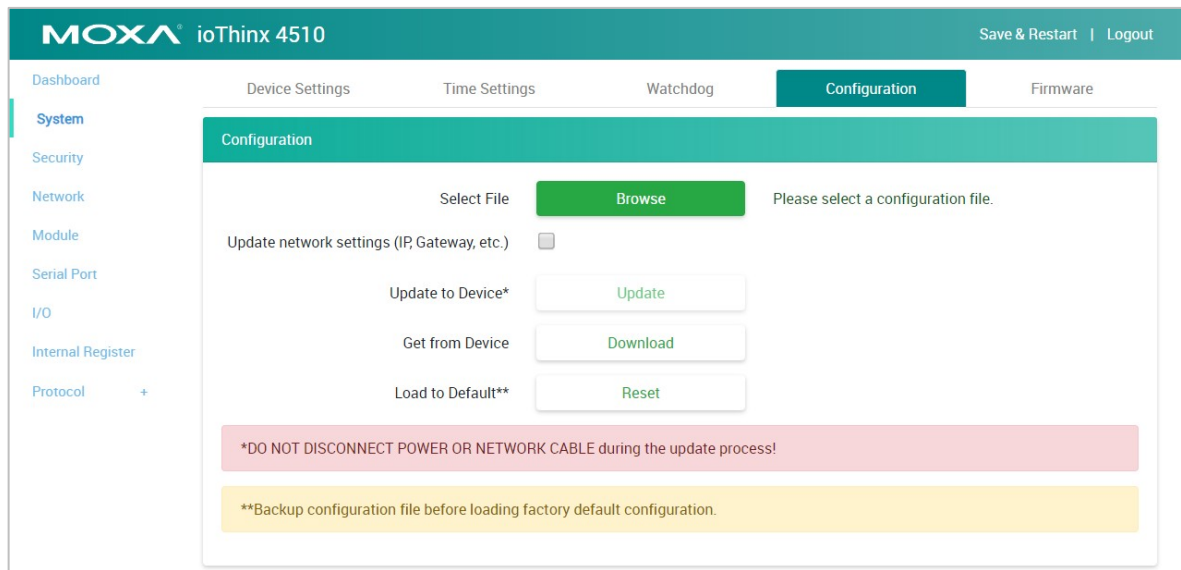 MOXA® ioThinx 4510
Save & Restart | Logout
Dashboard
System
Security
Network
Module
Serial Port
I/O
Internal Register
Protocol +
Device Settings Time Settings Watchdog Configuration Firmware
Configuration
Select File Browse Please select a configuration file.
Update network settings (IP, Gateway, etc.)
Update to Device* Update
Get from Device Download
Load to Default** Reset
*DO NOT DISCONNECT POWER OR NETWORK CABLE during the update process!
**Backup configuration file before loading factory default configuration.